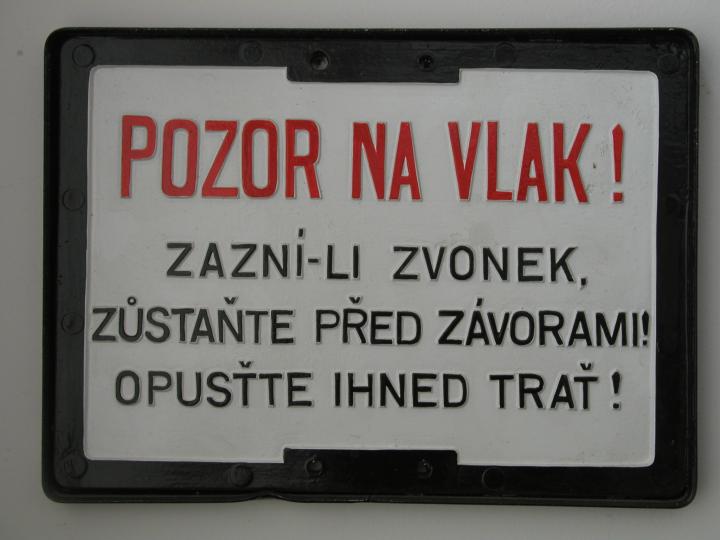 POZOR NA VLAK!
ZAZNÍ-LI ZVONEK,
ZŮSTAŇTE PŘED ZÁVORAMI!
OPUSŤTE IHNED TRAŤ!